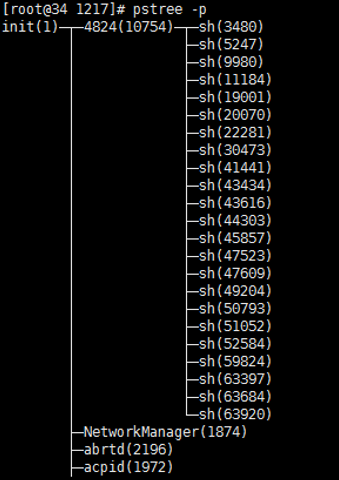 [root@34 1217]# pstree -p
init(1)─┬─4824(10754)─┬─sh(3480)
├─sh(5247)
├─sh(9980)
├─sh(11184)
├─sh(19001)
├─sh(20070)
├─sh(22281)
├─sh(30473)
├─sh(41441)
├─sh(43434)
├─sh(43616)
├─sh(44303)
├─sh(45857)
├─sh(47523)
├─sh(47609)
├─sh(49204)
├─sh(50793)
├─sh(51052)
├─sh(52584)
├─sh(59824)
├─sh(63397)
├─sh(63684)
└─sh(63920)
├─NetworkManager(1874)
├─abrtd(2196)
├─acpid(1972)